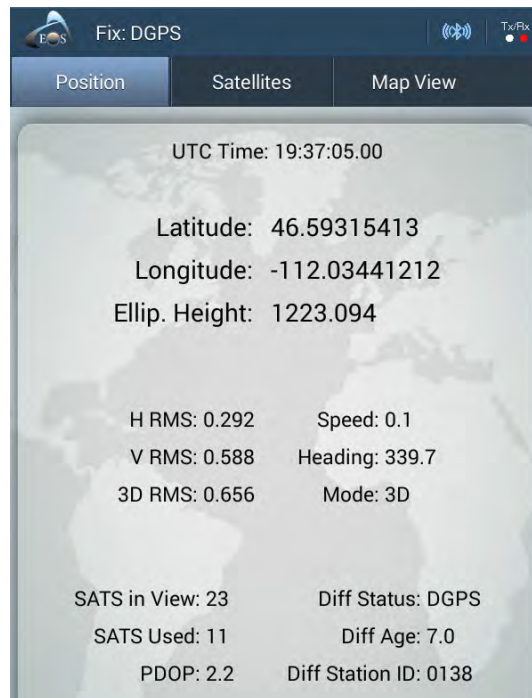 EOS Fix: DGPS Tx/Rx
Position Satellites Map View
UTC Time: 19:37:05.00
Latitude: 46.59315413
Longitude: -112.03441212
Ellip. Height: 1223.094
H RMS: 0.292 Speed: 0.1
V RMS: 0.588 Heading: 339.7
3D RMS: 0.656 Mode: 3D
SATS in View: 23 Diff Status: DGPS
SATS Used: 11 Diff Age: 7.0
PDOP: 2.2 Diff Station ID: 0138